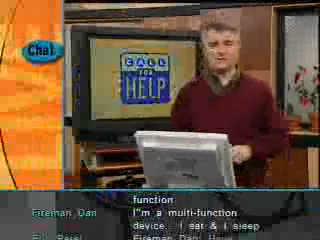 Chat
CALL
FOR
HELP
function
Fireman Dan I"m a multi-function
device I eat & I sleep
Fireman Dan: